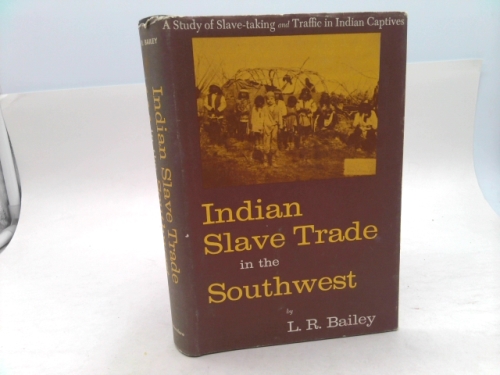 A Study of Slave-taking and Traffic in Indian Captives
Indian
Slave Trade
in the
Southwest
by
L. R. Bailey
BAILEY
Indian Slave Trade